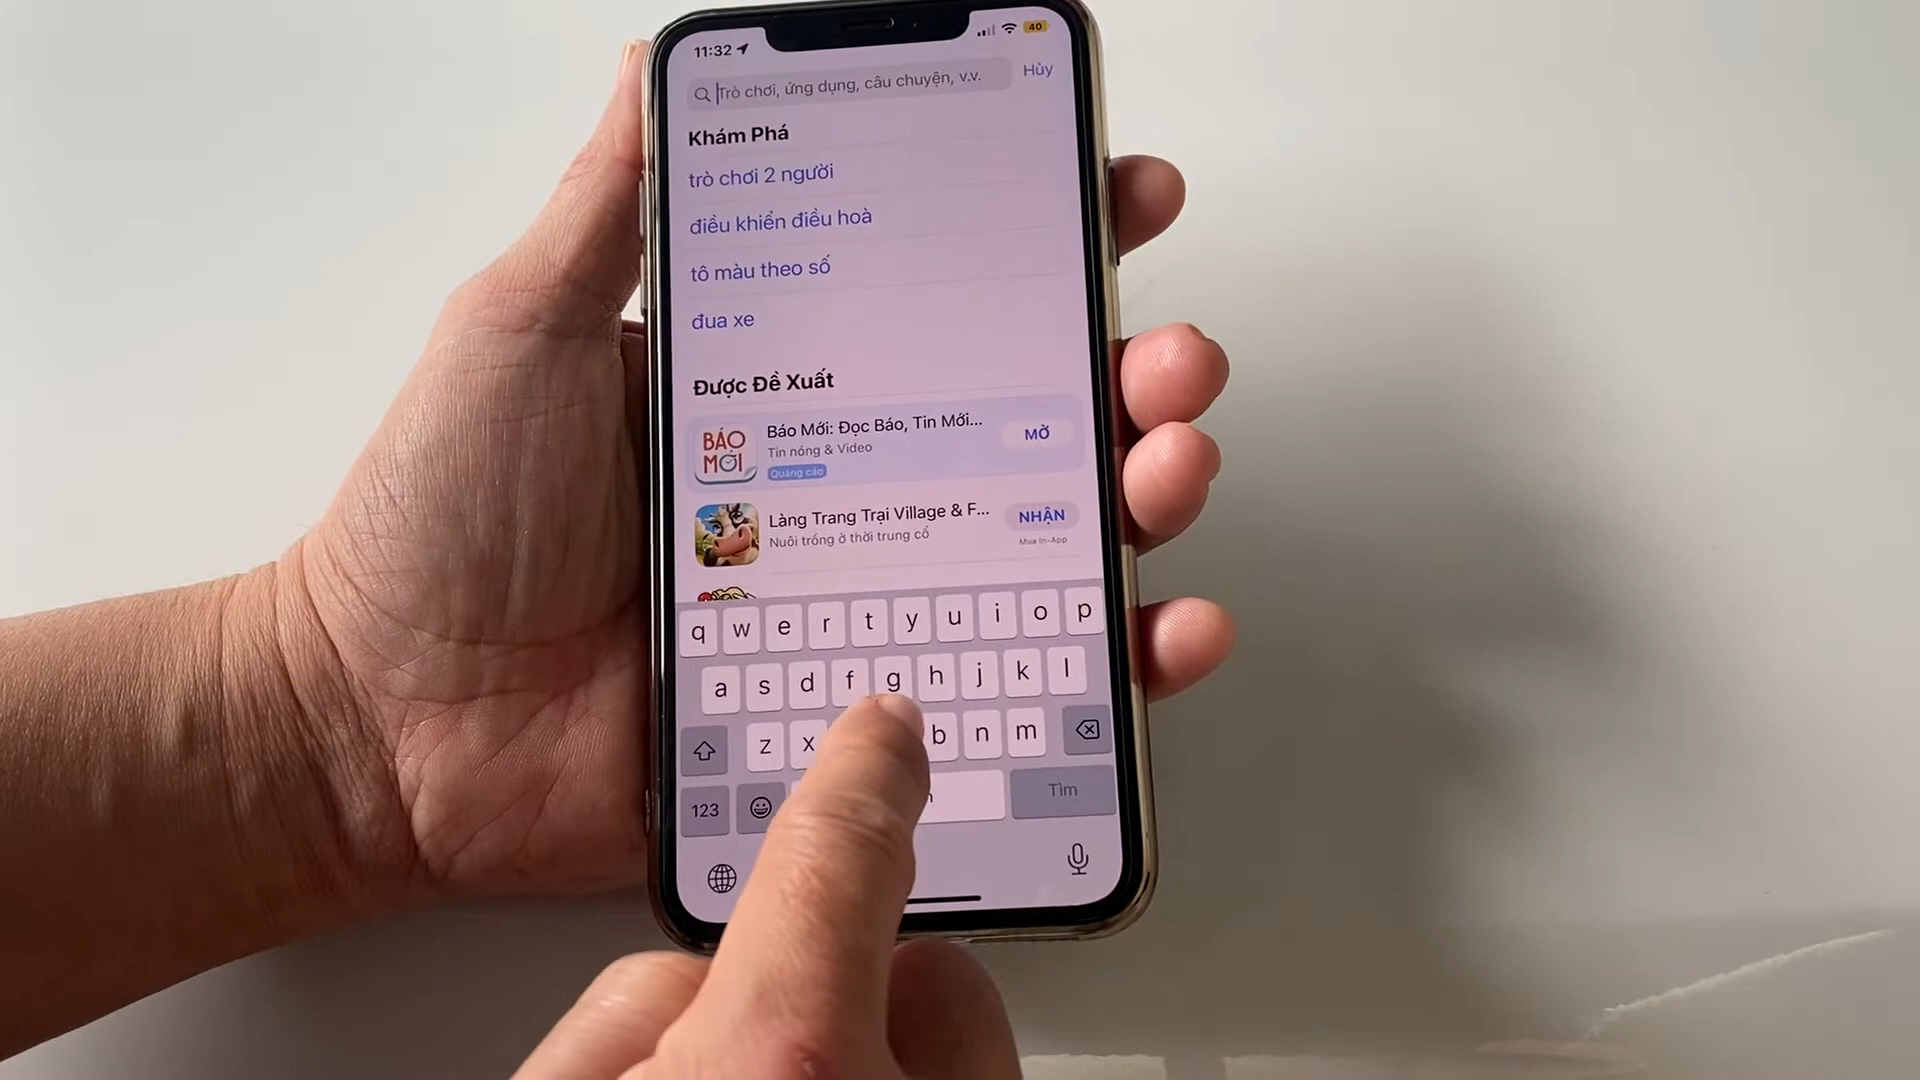 11:32
40
Trò chơi, ứng dụng, câu chuyện, v.v.
Hủy
Khám Phá
trò chơi 2 người
điều khiển điều hoà
tô màu theo số
đua xe
Được Đề Xuất
BÁO MỚI
Báo Mới: Đọc Báo, Tin Mới...
Tin nóng & Video
Quảng cáo
MỞ
Làng Trang Trại Village & F...
Nuôi trồng ở thời trung cổ
NHẬN
Mua In-App
q w e r t y u i o p
a s d f g h j k l
z x b n m
123
Tìm